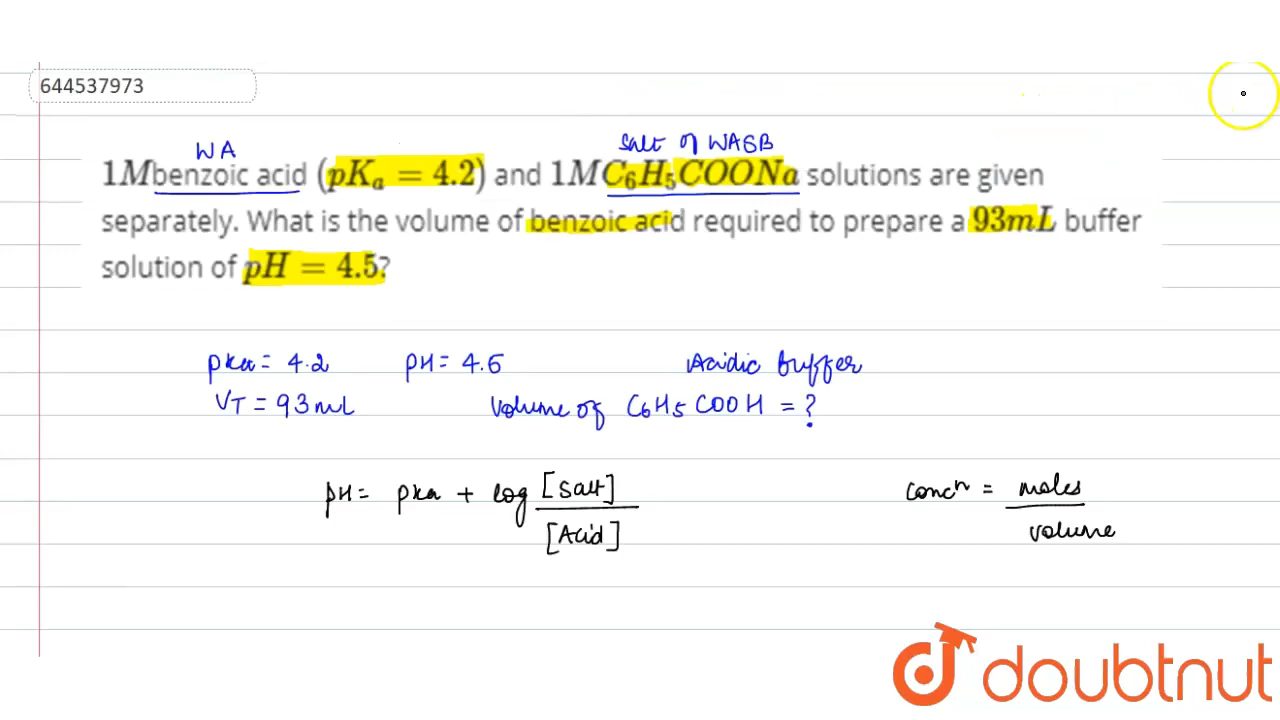 644537973
WA
Salt of WASB
1M benzoic acid (pKₐ = 4.2) and 1M C₆H₅COONa solutions are given
separately. What is the volume of benzoic acid required to prepare a 93mL buffer
solution of pH = 4.5?
pKa = 4.2 pH = 4.5 Acidic buffer
VT = 93mL Volume of C6H5COOH = ?
pH = pKa + log [Salt]/[Acid] concⁿ = moles/volume
doubtnut